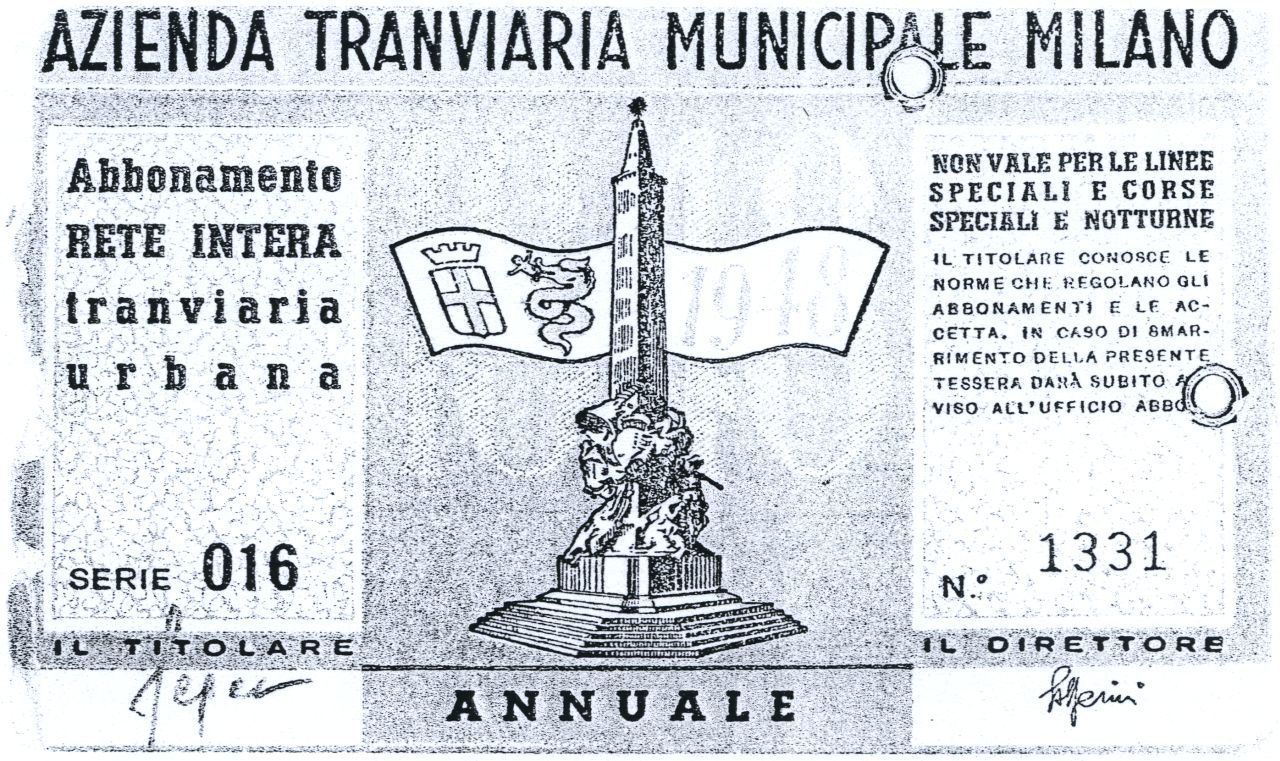 AZIENDA TRANVIARIA MUNICIPALE MILANO
Abbonamento
RETE INTERA
tranviaria
urbana
SERIE 016
IL TITOLARE
1948
ANNUALE
NON VALE PER LE LINEE
SPECIALI E CORSE
SPECIALI E NOTTURNE
IL TITOLARE CONOSCE LE
NORME CHE REGOLANO GLI
ABBONAMENTI E LE AC-
CETTA. IN CASO DI SMAR-
RIMENTO DELLA PRESENTE
TESSERA DARÀ SUBITO A
VISO ALL'UFFICIO ABBO
N.° 1331
IL DIRETTORE